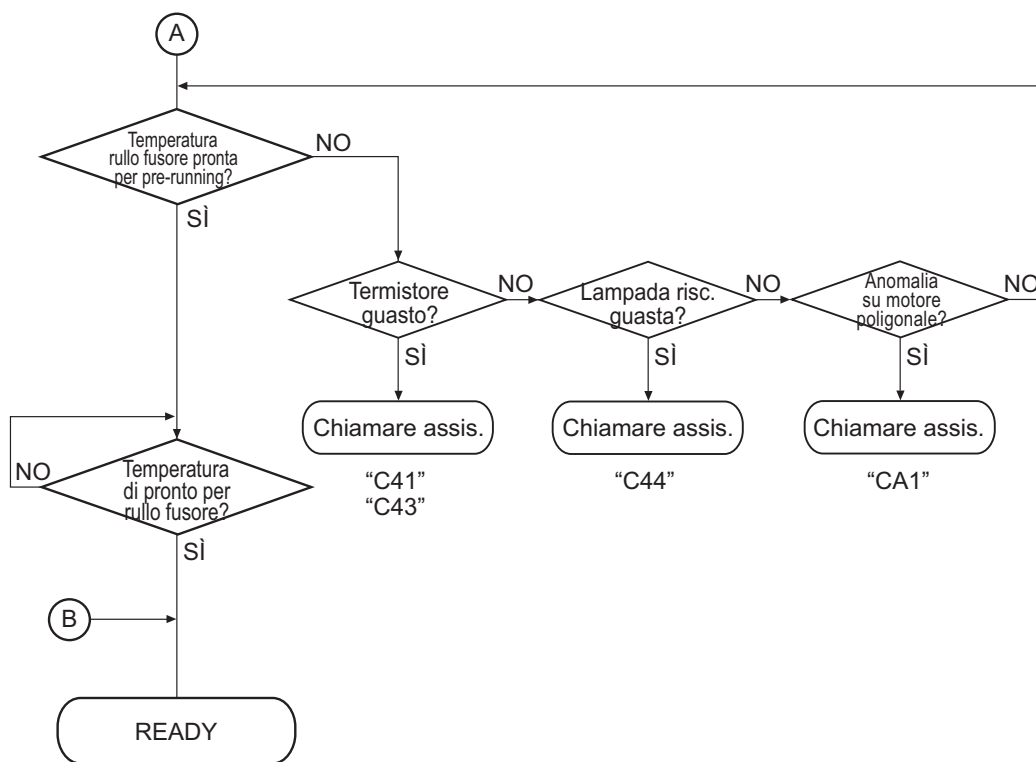 A
Temperatura
rullo fusore pronta
per pre-running?
NO
SÌ
Termistore
guasto?
NO
SÌ
Lampada risc.
guasta?
NO
SÌ
Anomalia
su motore
poligonale?
NO
SÌ
Chiamare assis.
Chiamare assis.
Chiamare assis.
“C41”
“C43”
“C44”
“CA1”
Temperatura
di pronto per
rullo fusore?
NO
SÌ
B
READY